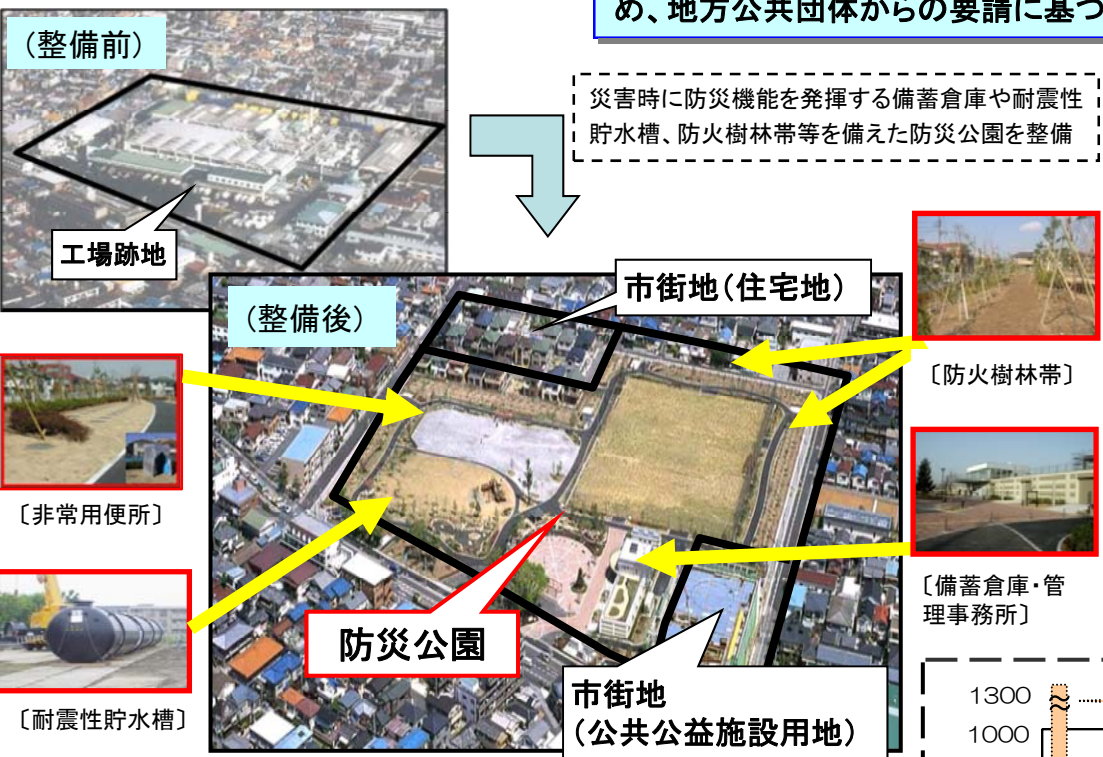 め、地方公共団体からの要請に基づ
(整備前)
災害時に防災機能を発揮する備蓄倉庫や耐震性
貯水槽、防火樹林帯等を備えた防災公園を整備
工場跡地
市街地(住宅地)
(整備後)
〔防火樹林帯〕
〔非常用便所〕
〔備蓄倉庫・管
理事務所〕
防災公園
市街地
(公共公益施設用地)
〔耐震性貯水槽〕
1300
1000